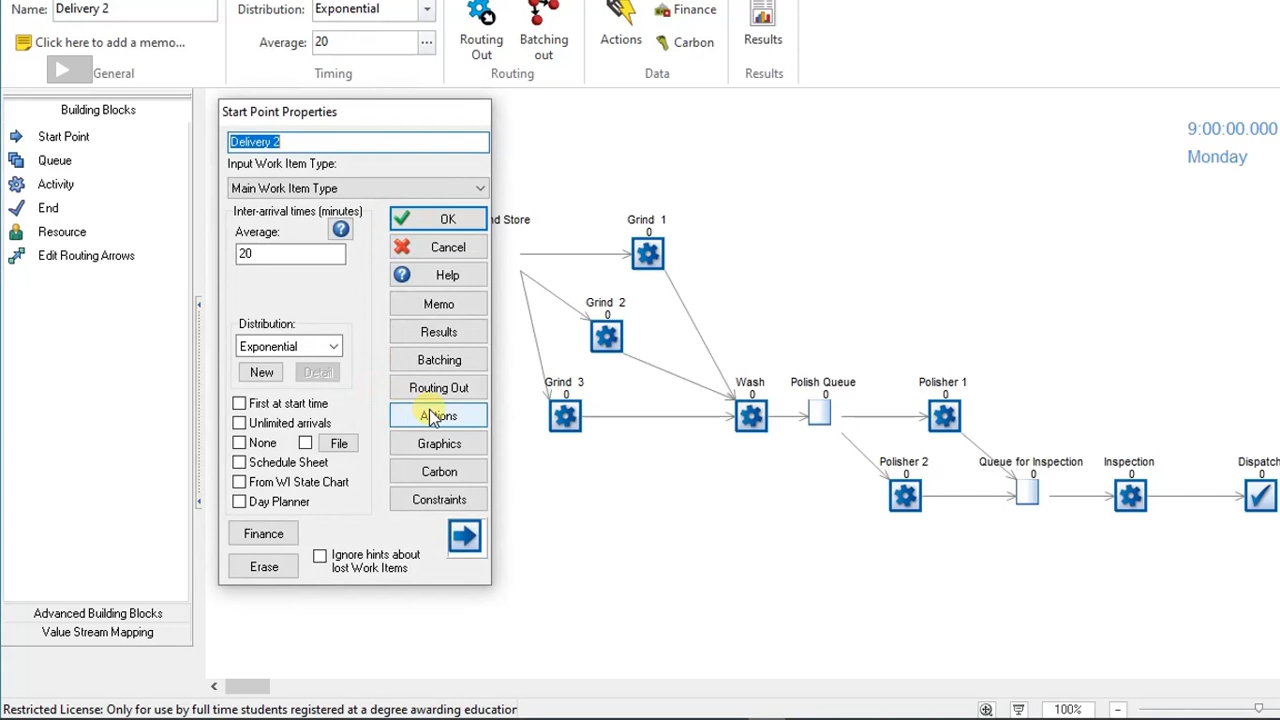 Name: Delivery 2
Distribution: Exponential
Finance
Click here to add a memo...
Average: 20
Routing Out
Batching out
Actions
Carbon
Results
General
Timing
Routing
Data
Results
Building Blocks
Start Point
Queue
Activity
End
Resource
Edit Routing Arrows
Advanced Building Blocks
Value Stream Mapping
Start Point Properties
Delivery 2
Input Work Item Type:
Main Work Item Type
Inter-arrival times (minutes)
Average:
20
Distribution:
Exponential
New
Detail
First at start time
Unlimited arrivals
None
File
Schedule Sheet
From WI State Chart
Day Planner
Finance
Erase
OK
Cancel
Help
Memo
Results
Batching
Routing Out
Graphics
Carbon
Constraints
Ignore hints about
lost Work Items
9:00:00.000
Monday
Store
Grind 1
0
Grind 2
0
Grind 3
0
Wash
0
Polish Queue
0
Polisher 1
0
Polisher 2
0
Queue for Inspection
0
Inspection
0
Dispatc
0
Restricted License: Only for use by full time students registered at a degree awarding education
100%